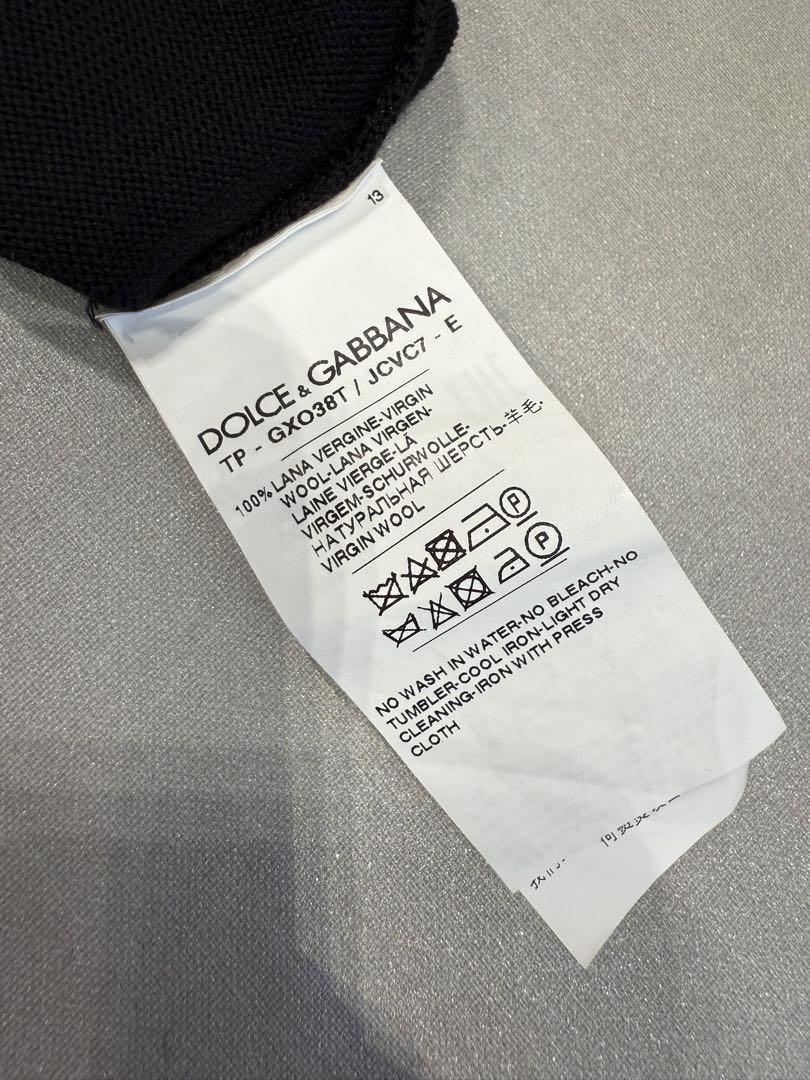 13
DOLCE & GABBANA
TP - GXO38T / JCVC7 - E
100% LANA VERGINE-VIRGIN
WOOL-LANA VIRGEN-
LAINE VIERGE-LÃ
VIRGEM-SCHURWOLLE-
НАТУРАЛЬНАЯ ШЕРСТЬ-羊毛-
VIRGIN WOOL
P
P
NO WASH IN WATER-NO BLEACH-NO
TUMBLER-COOL IRON-LIGHT DRY
CLEANING-IRON WITH PRESS
CLOTH